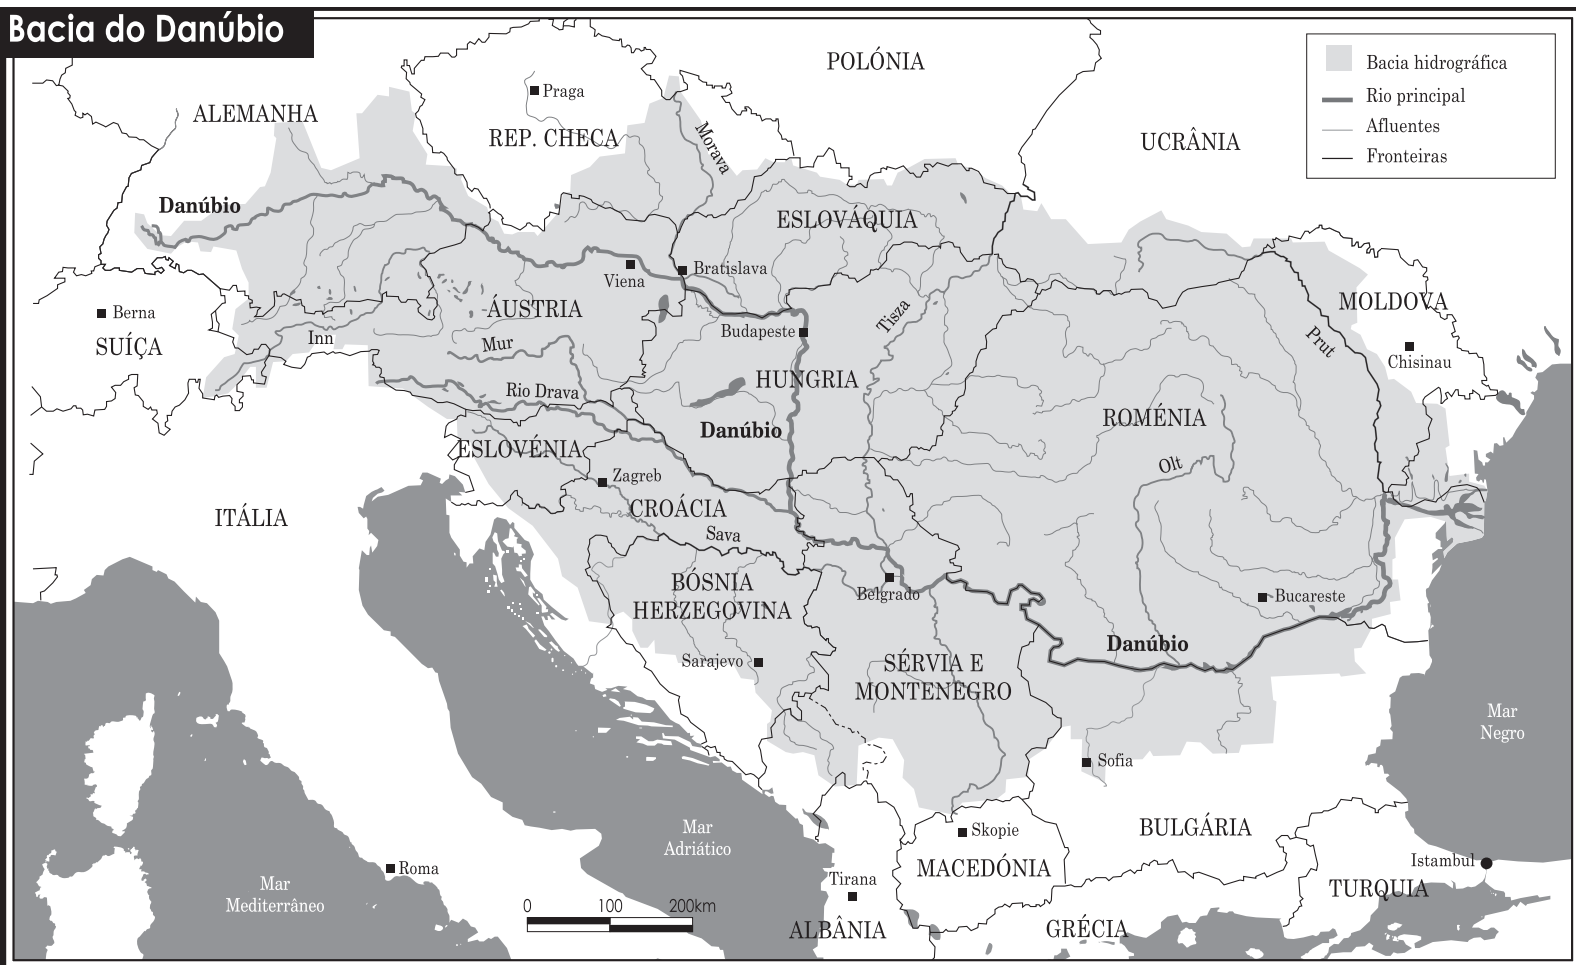 Bacia do Danúbio
Bacia hidrográfica
Rio principal
Afluentes
Fronteiras
POLÓNIA
Praga
ALEMANHA
REP. CHECA
Morava
UCRÂNIA
Danúbio
ESLOVÁQUIA
Viena
Bratislava
Berna
SUÍÇA
ÁUSTRIA
Inn
Mur
Rio Drava
Budapeste
Tisza
HUNGRIA
Danúbio
MOLDOVA
Prut
Chisinau
ROMÉNIA
Olt
ESLOVÉNIA
Zagreb
CROÁCIA
Sava
ITÁLIA
BÓSNIA
HERZEGOVINA
Sarajevo
Belgrado
Bucareste
Danúbio
SÉRVIA E
MONTENEGRO
Mar
Negro
Sofia
Skopie
MACEDÓNIA
BULGÁRIA
Mar
Adriático
Roma
Mar
Mediterrâneo
Tirana
ALBÂNIA
GRÉCIA
Istambul
TURQUIA
0 100 200km